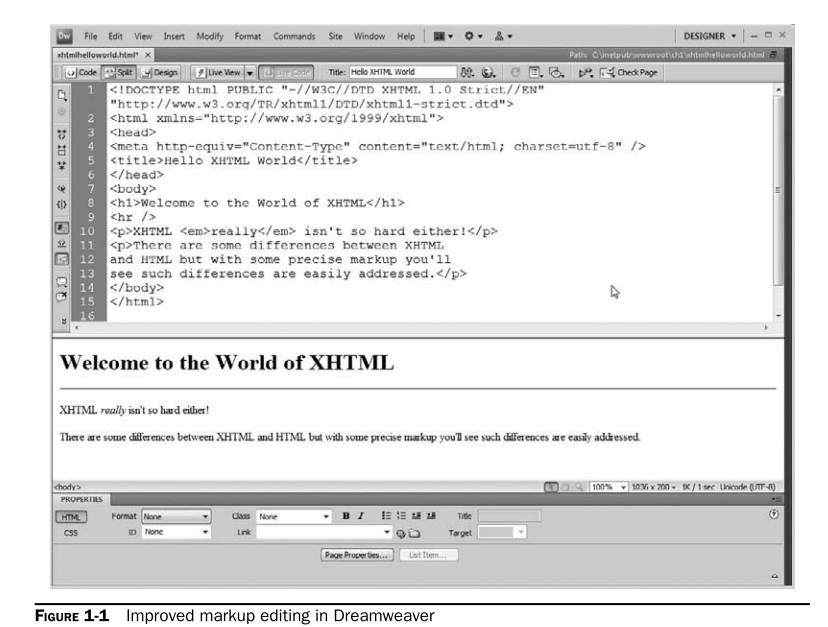 Dw File Edit View Insert Modify Format Commands Site Window Help DESIGNER
xhtmlhelloworld.html* Path: C:\inetpub\wwwroot\ch1\xhtmlhelloworld.html
Code Split Design Live View Live Code Title: Hello XHTML World Check Page
1 <!DOCTYPE html PUBLIC "-//W3C//DTD XHTML 1.0 Strict//EN"
"http://www.w3.org/TR/xhtml1/DTD/xhtml1-strict.dtd">
2 <html xmlns="http://www.w3.org/1999/xhtml">
3 <head>
4 <meta http-equiv="Content-Type" content="text/html; charset=utf-8" />
5 <title>Hello XHTML World</title>
6 </head>
7 <body>
8 <h1>Welcome to the World of XHTML</h1>
9 <hr />
10 <p>XHTML <em>really</em> isn't so hard either!</p>
11 <p>There are some differences between XHTML
12 and HTML but with some precise markup you'll
13 see such differences are easily addressed.</p>
14 </body>
15 </html>
16
Welcome to the World of XHTML
XHTML really isn't so hard either!
There are some differences between XHTML and HTML but with some precise markup you'll see such differences are easily addressed.
<body> 100% 1036 x 200 1K / 1 sec Unicode (UTF-8)
PROPERTIES
HTML Format None Class None B I Title
CSS ID None Link Target
Page Properties... List Item...
FIGURE 1-1 Improved markup editing in Dreamweaver